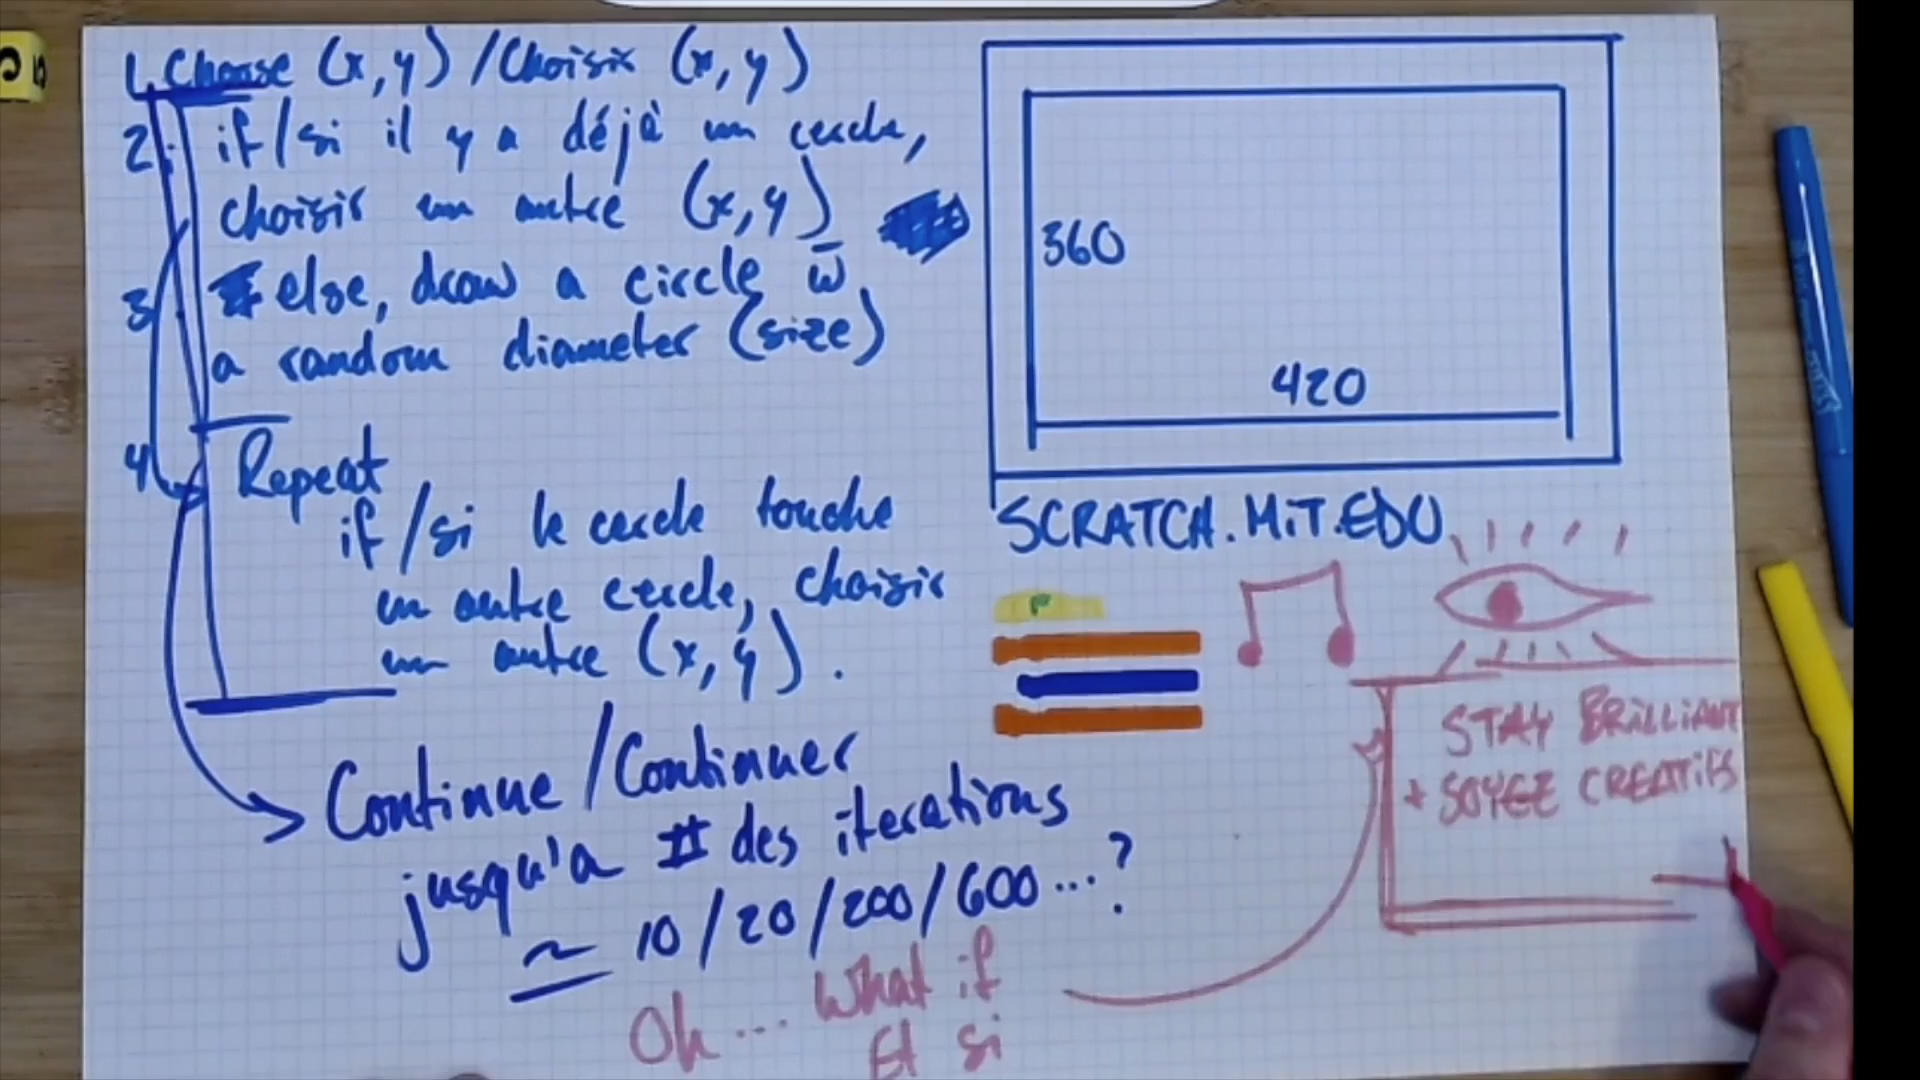 1. Choose (x,y) / Choisir (x,y)
2. if/si il y a déjà un cercle,
choisir un autre (x,y)
3. else, draw a circle w̄
a random diameter (size)
4. Repeat
if/si le cercle touche
un autre cercle, choisir
un autre (x,y).
Continue / Continuer
jusqu'a # des iterations
~ 10/20/200/600...?
Oh... What if
Et si
360
420
SCRATCH.MiT.EDU
r
STAY BRiLLiANT
+ SOYEZ CREATiFS